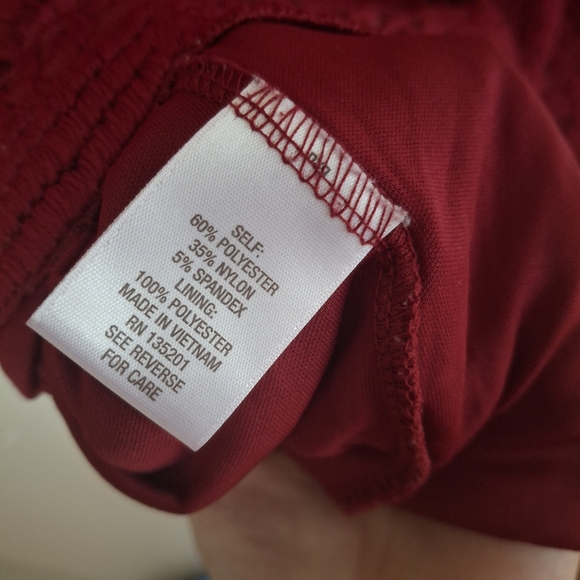 SELF:
60% POLYESTER
35% NYLON
5% SPANDEX
LINING:
100% POLYESTER
MADE IN VIETNAM
RN 135201
SEE REVERSE
FOR CARE